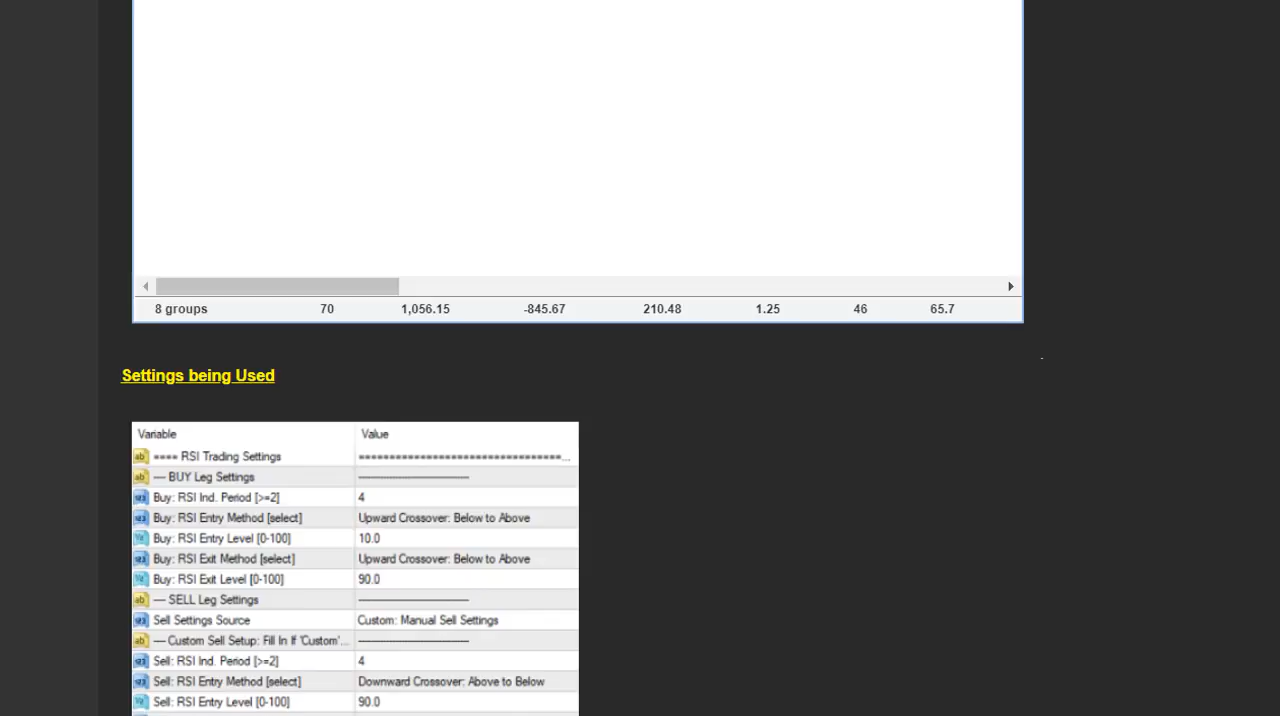 8 groups 70 1,056.15 -845.67 210.48 1.25 46 65.7
Settings being Used
Variable Value
==== RSI Trading Settings =================================...
--- BUY Leg Settings ------------------------------
Buy: RSI Ind. Period [>=2] 4
Buy: RSI Entry Method [select] Upward Crossover: Below to Above
Buy: RSI Entry Level [0-100] 10.0
Buy: RSI Exit Method [select] Upward Crossover: Below to Above
Buy: RSI Exit Level [0-100] 90.0
--- SELL Leg Settings ------------------------------
Sell Settings Source Custom: Manual Sell Settings
--- Custom Sell Setup: Fill In If 'Custom'... ------------------------------
Sell: RSI Ind. Period [>=2] 4
Sell: RSI Entry Method [select] Downward Crossover: Above to Below
Sell: RSI Entry Level [0-100] 90.0